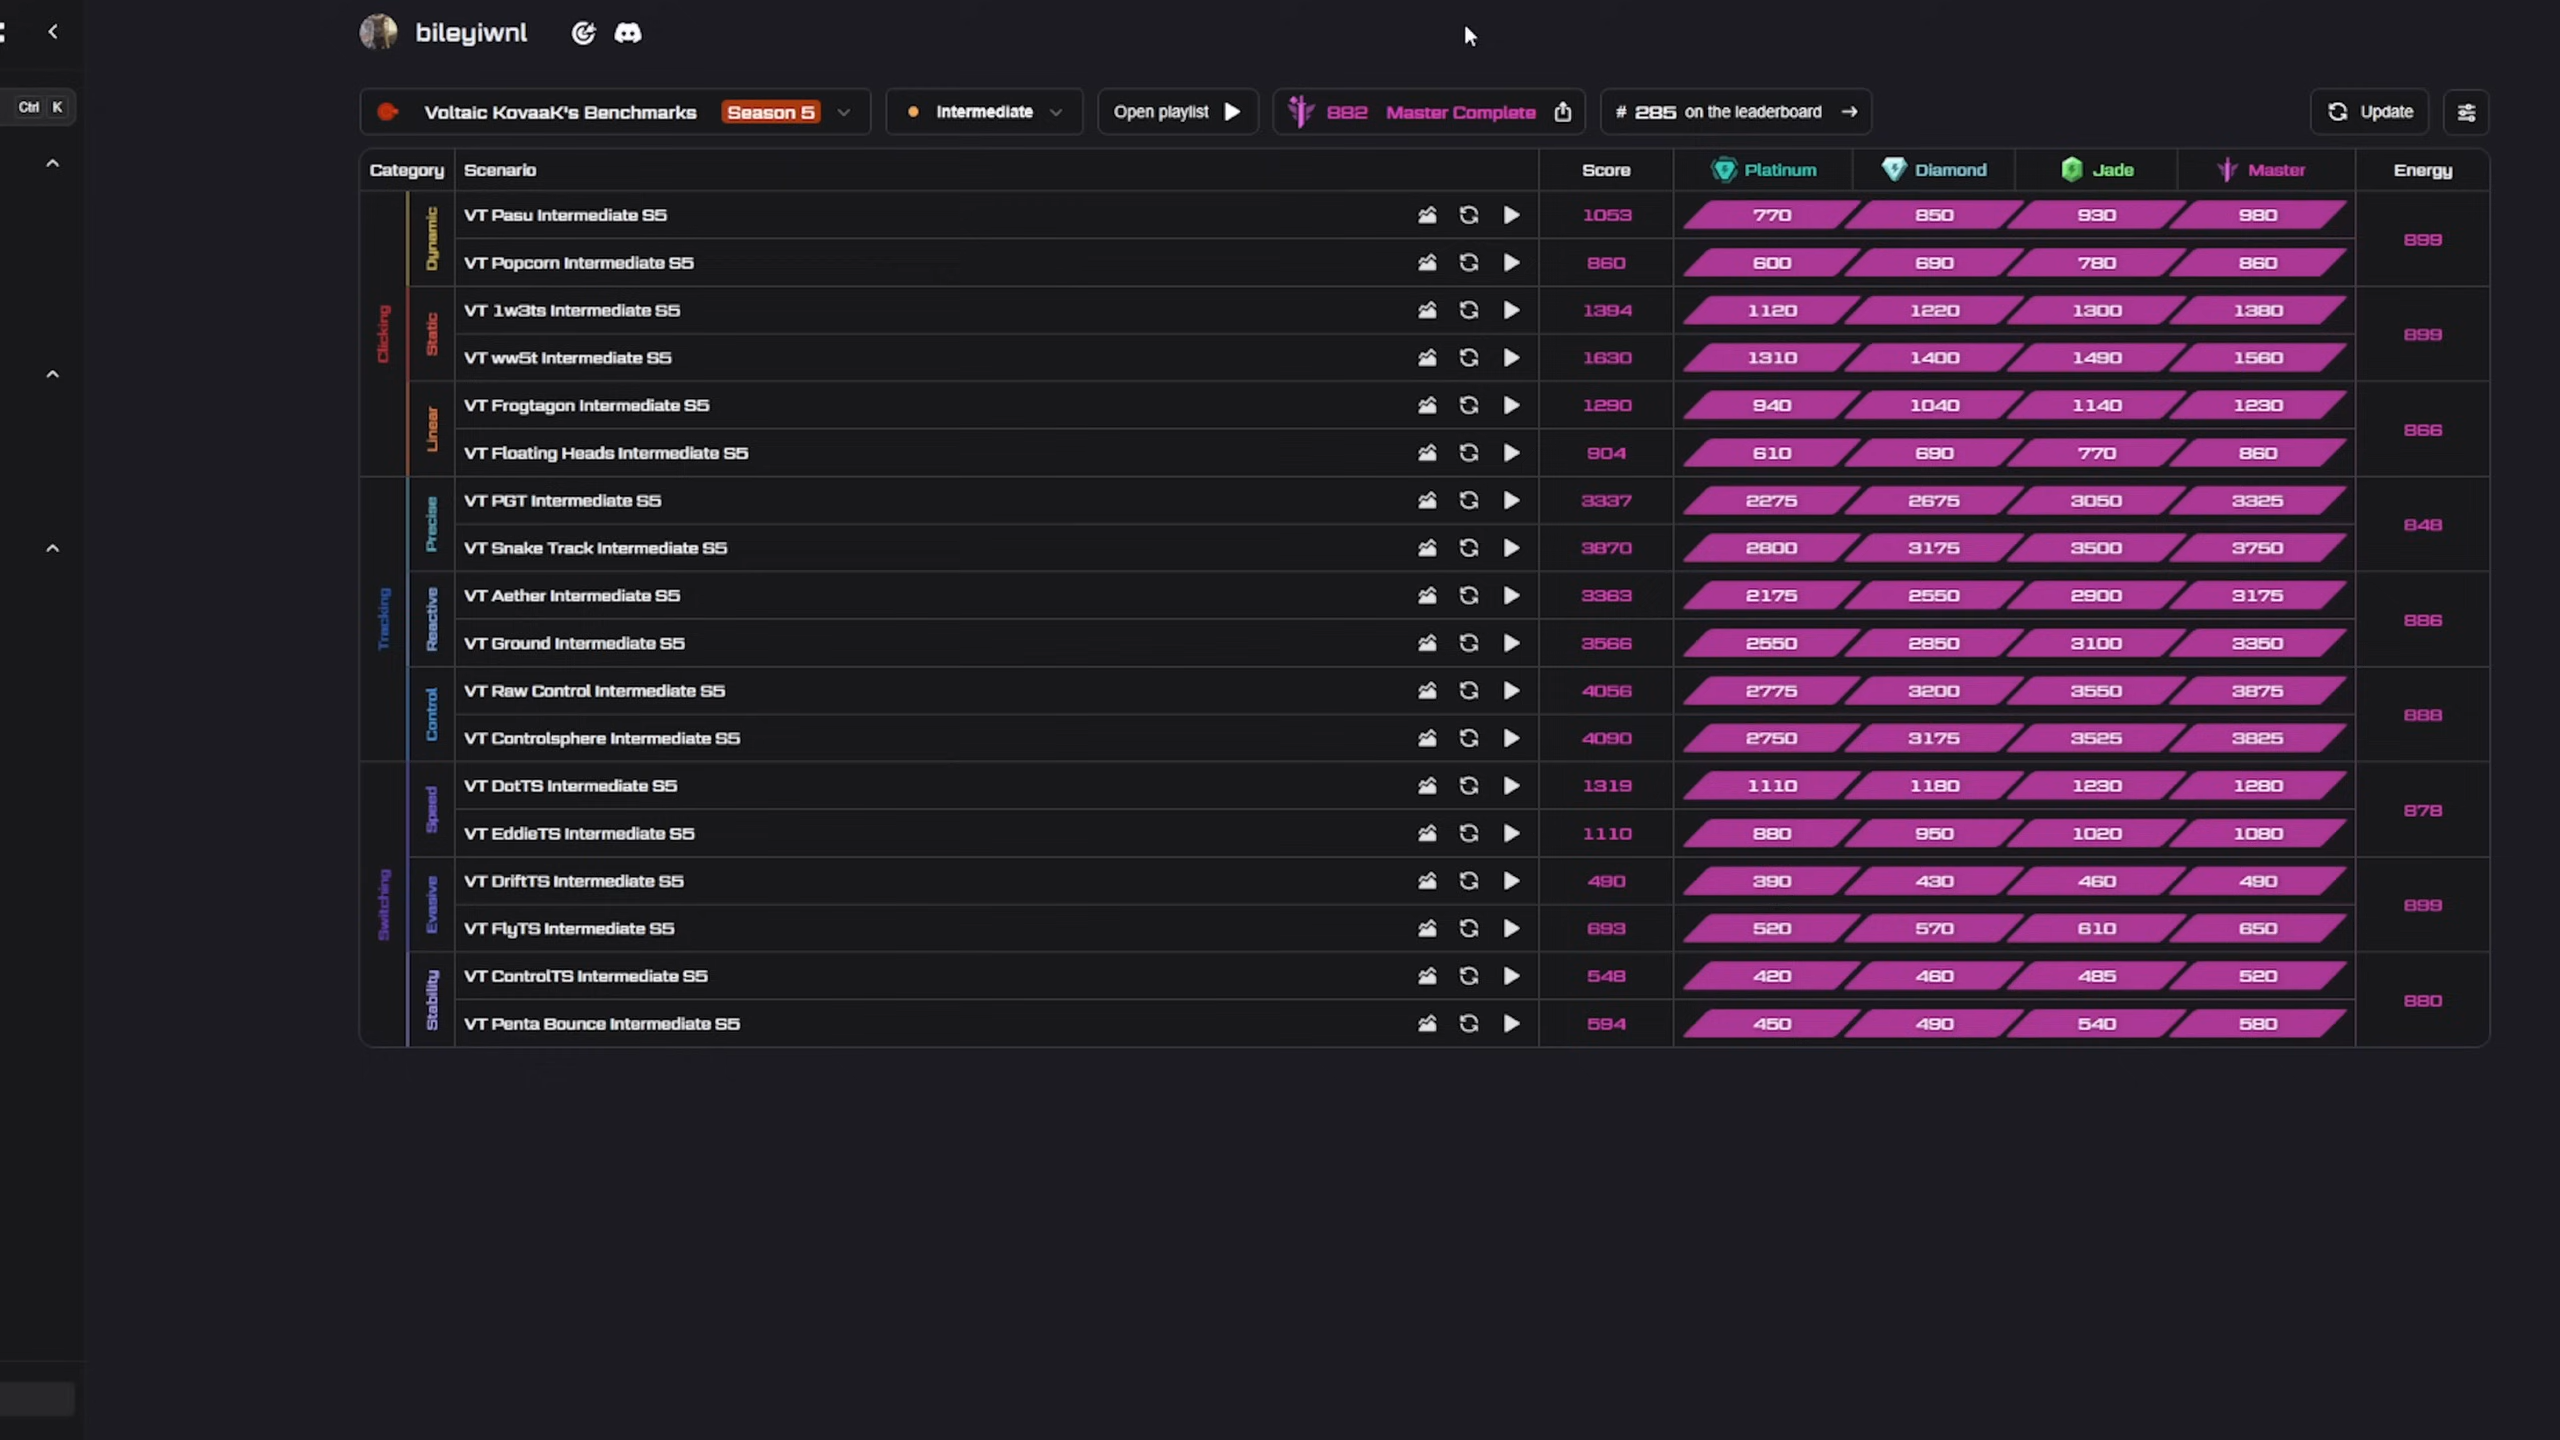 bileyiwnl
Ctrl K
Voltaic KovaaK's Benchmarks Season 5 Intermediate Open playlist 882 Master Complete # 285 on the leaderboard → Update
Category Scenario Score Platinum Diamond Jade Master Energy
Clicking
Dynamic
VT Pasu Intermediate S5 1053 770 850 930 980
899
VT Popcorn Intermediate S5 860 600 690 780 860
Static
VT 1w3ts Intermediate S5 1394 1120 1220 1300 1380
899
VT ww5t Intermediate S5 1630 1310 1400 1490 1560
Linear
VT Frogtagon Intermediate S5 1290 940 1040 1140 1230
866
VT Floating Heads Intermediate S5 904 610 690 770 860
Tracking
Precise
VT PGT Intermediate S5 3337 2275 2675 3050 3325
848
VT Snake Track Intermediate S5 3870 2800 3175 3500 3750
Reactive
VT Aether Intermediate S5 3363 2175 2550 2900 3175
886
VT Ground Intermediate S5 3566 2550 2850 3100 3350
Control
VT Raw Control Intermediate S5 4056 2775 3200 3550 3875
888
VT Controlsphere Intermediate S5 4090 2750 3175 3525 3825
Switching
Speed
VT DotTS Intermediate S5 1319 1110 1180 1230 1280
878
VT EddieTS Intermediate S5 1110 880 950 1020 1080
Evasive
VT DriftTS Intermediate S5 490 390 430 460 490
899
VT FlyTS Intermediate S5 693 520 570 610 650
Stability
VT ControlTS Intermediate S5 548 420 460 485 520
880
VT Penta Bounce Intermediate S5 594 450 490 540 580